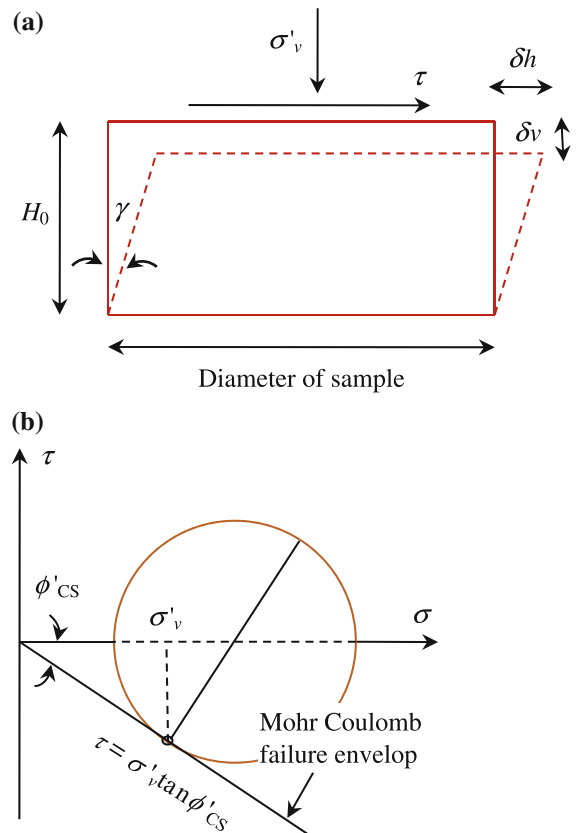 (a)
σ'v
δh
τ
δv
H0
γ
Diameter of sample
(b)
τ
ϕ'CS
σ'v
σ
Mohr Coulomb
failure envelop
τ = σ'v tanϕ'CS